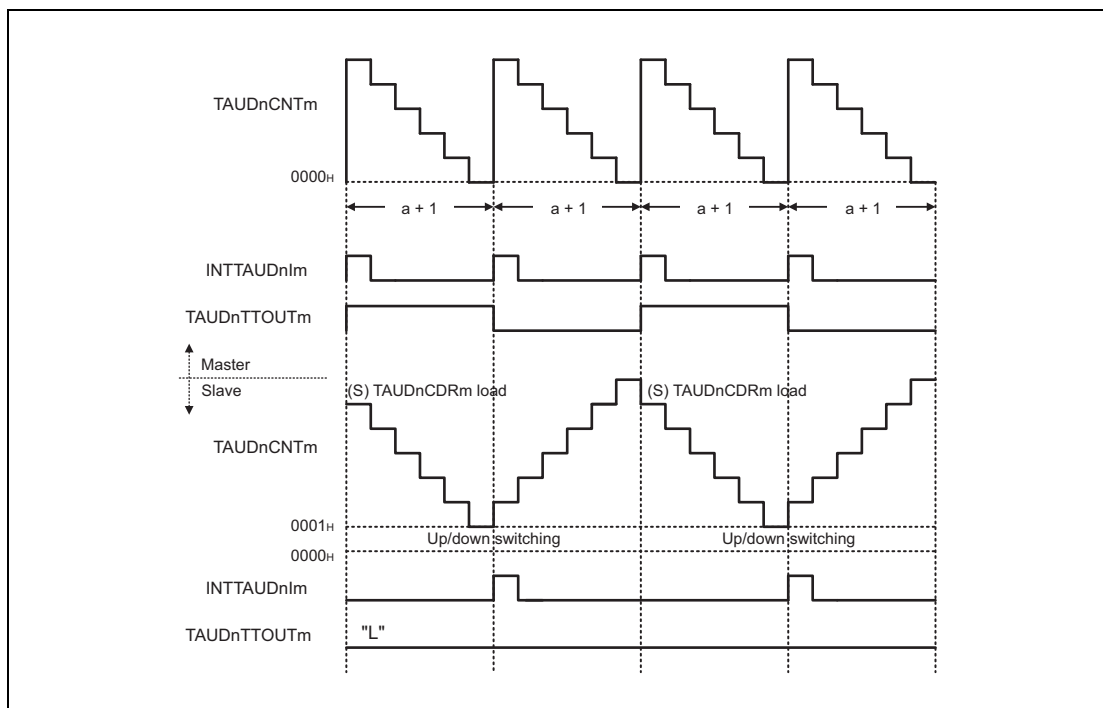 TAUDnCNTm
0000H
a + 1 a + 1 a + 1 a + 1
INTTAUDnIm
TAUDnTTOUTm
Master
Slave
(S) TAUDnCDRm load (S) TAUDnCDRm load
TAUDnCNTm
0001H
Up/down switching Up/down switching
0000H
INTTAUDnIm
TAUDnTTOUTm
"L"